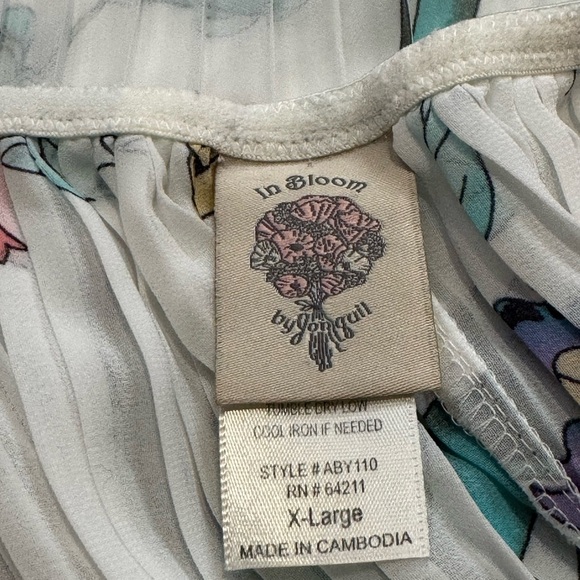 In Bloom
by Jonquil
TUMBLE DRY LOW
COOL IRON IF NEEDED
STYLE # ABY110
RN # 64211
X-Large
MADE IN CAMBODIA